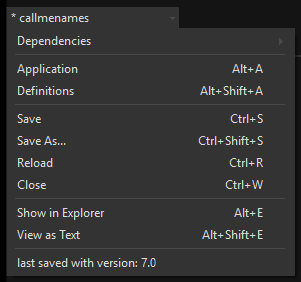 * callmenames
Dependencies
Application Alt+A
Definitions Alt+Shift+A
Save Ctrl+S
Save As... Ctrl+Shift+S
Reload Ctrl+R
Close Ctrl+W
Show in Explorer Alt+E
View as Text Alt+Shift+E
last saved with version: 7.0